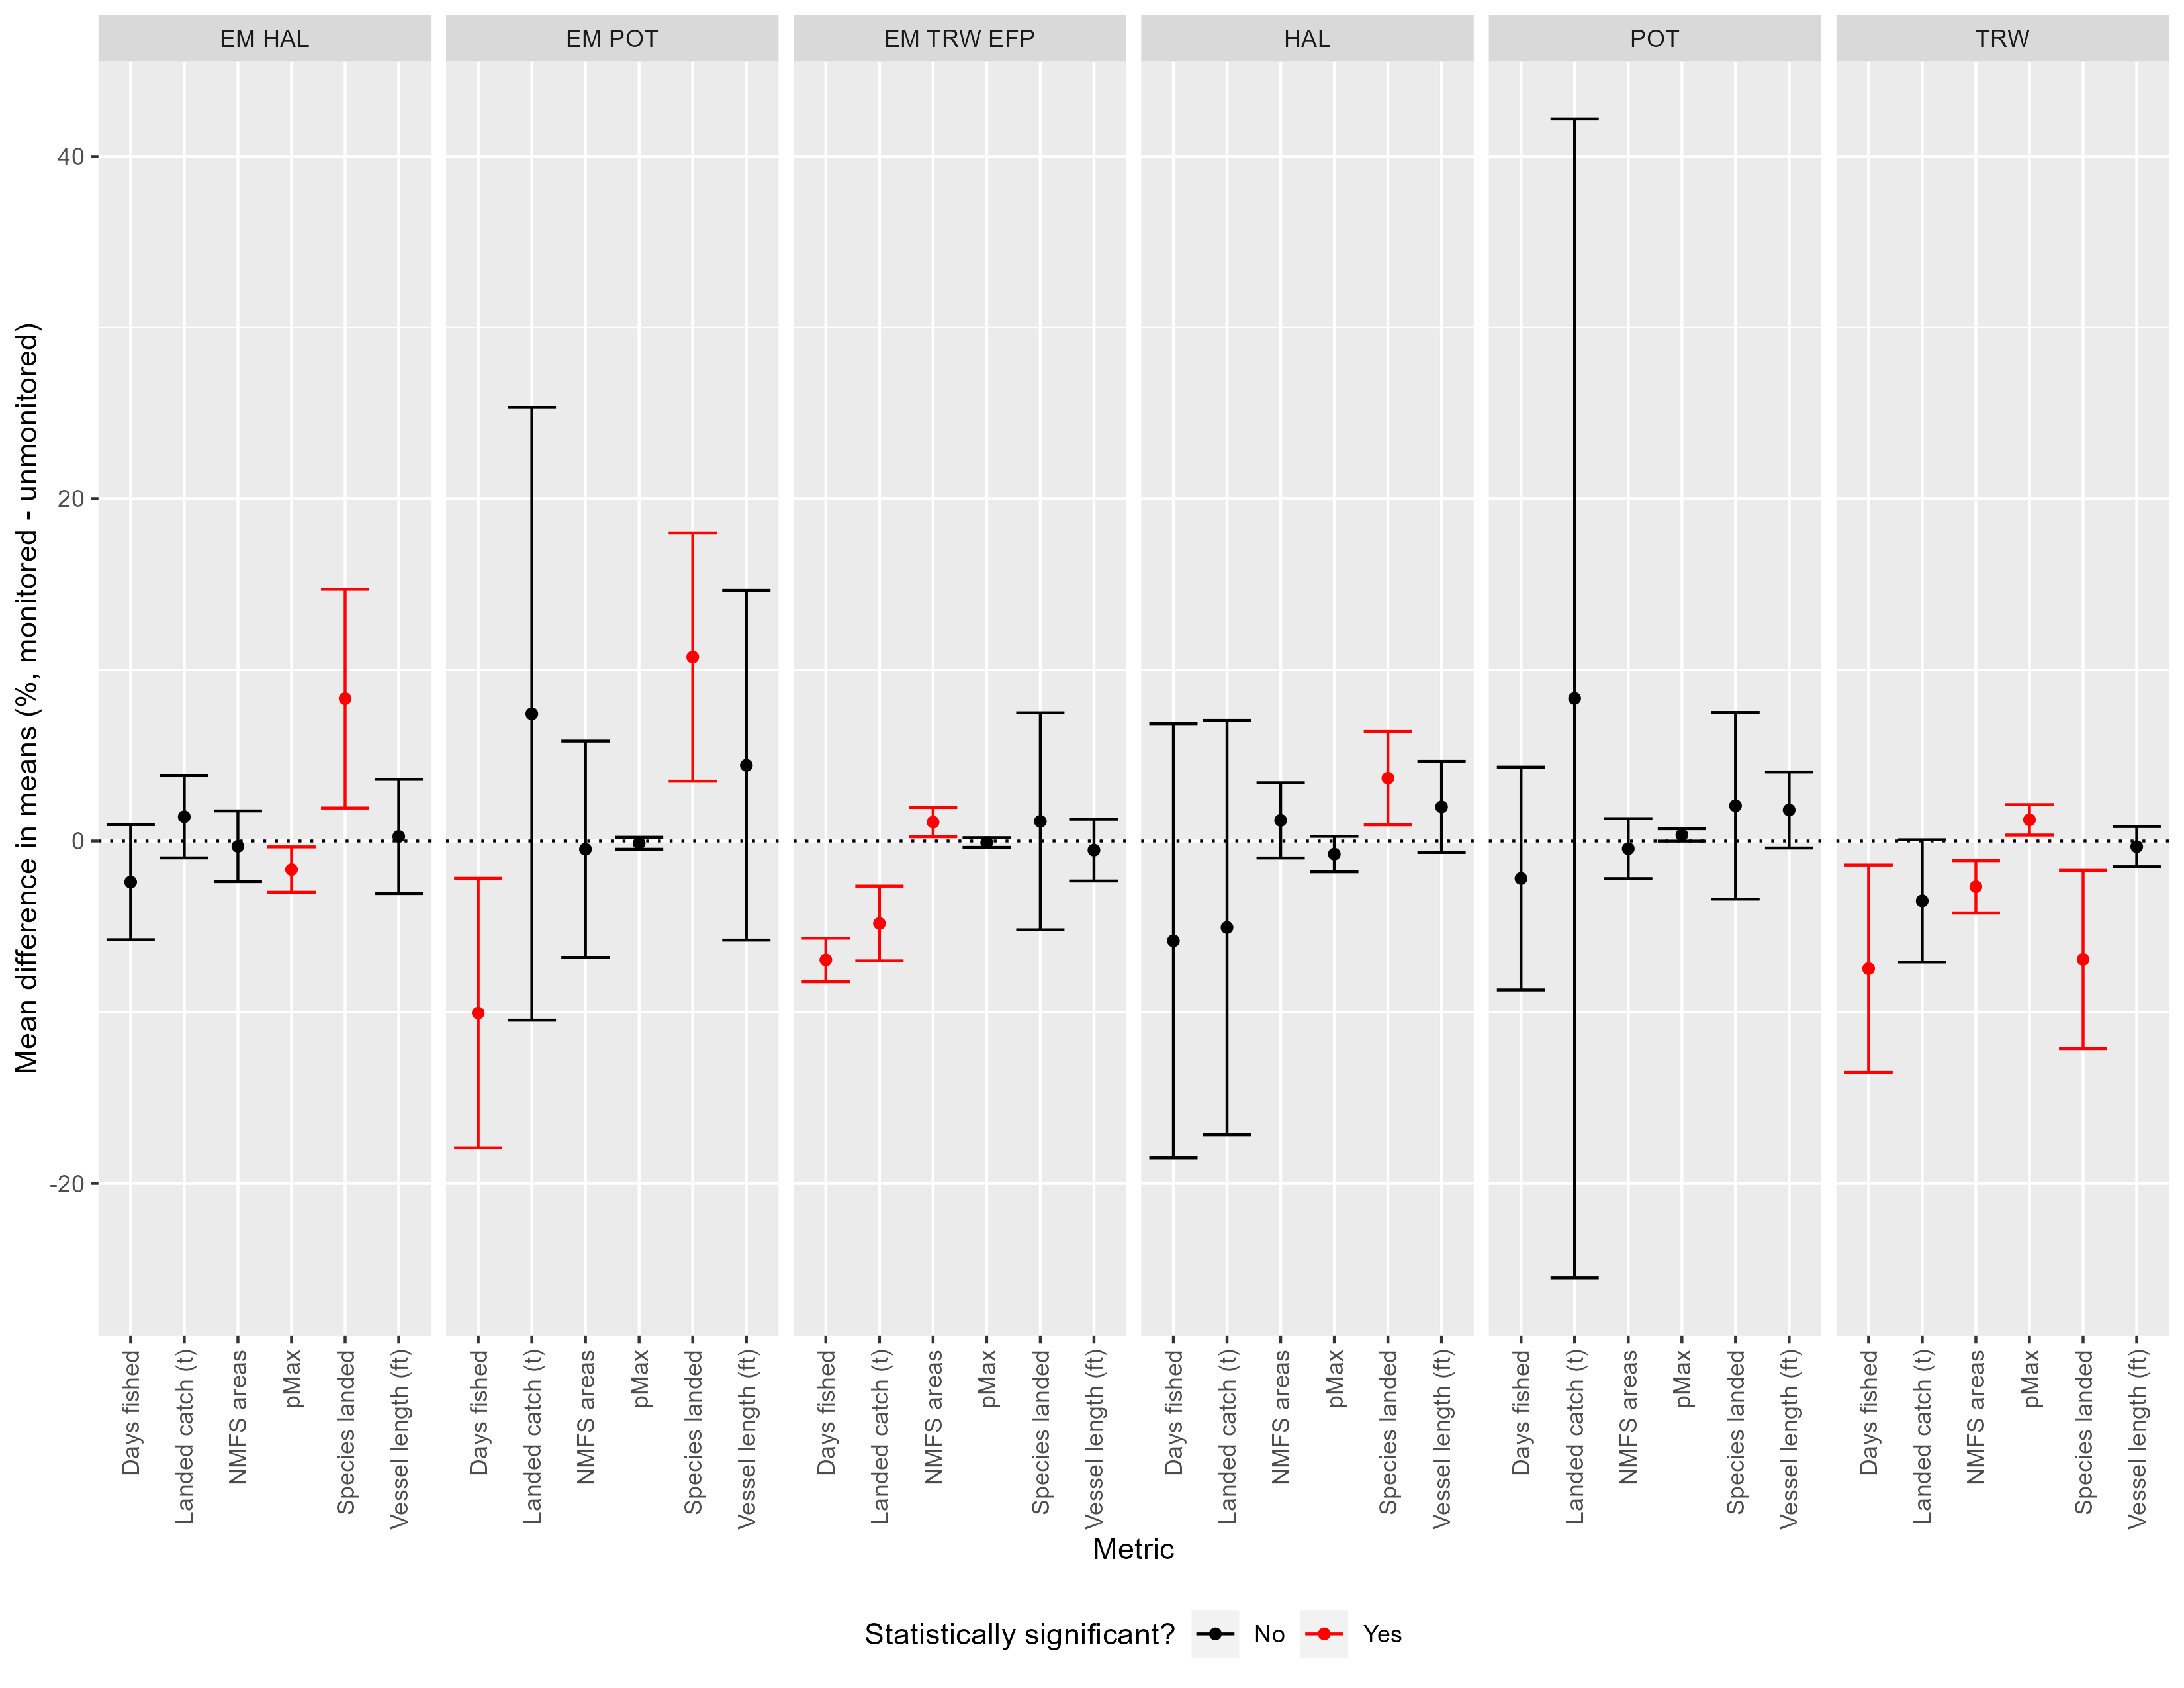 EM HAL
EM POT
EM TRW EFP
HAL
POT
TRW
Mean difference in means (%, monitored - unmonitored)
40
20
0
-20
Days fished
Landed catch (t)
NMFS areas
pMax
Species landed
Vessel length (ft)
Days fished
Landed catch (t)
NMFS areas
pMax
Species landed
Vessel length (ft)
Days fished
Landed catch (t)
NMFS areas
pMax
Species landed
Vessel length (ft)
Days fished
Landed catch (t)
NMFS areas
pMax
Species landed
Vessel length (ft)
Days fished
Landed catch (t)
NMFS areas
pMax
Species landed
Vessel length (ft)
Days fished
Landed catch (t)
NMFS areas
pMax
Species landed
Vessel length (ft)
Metric
Statistically significant? No Yes